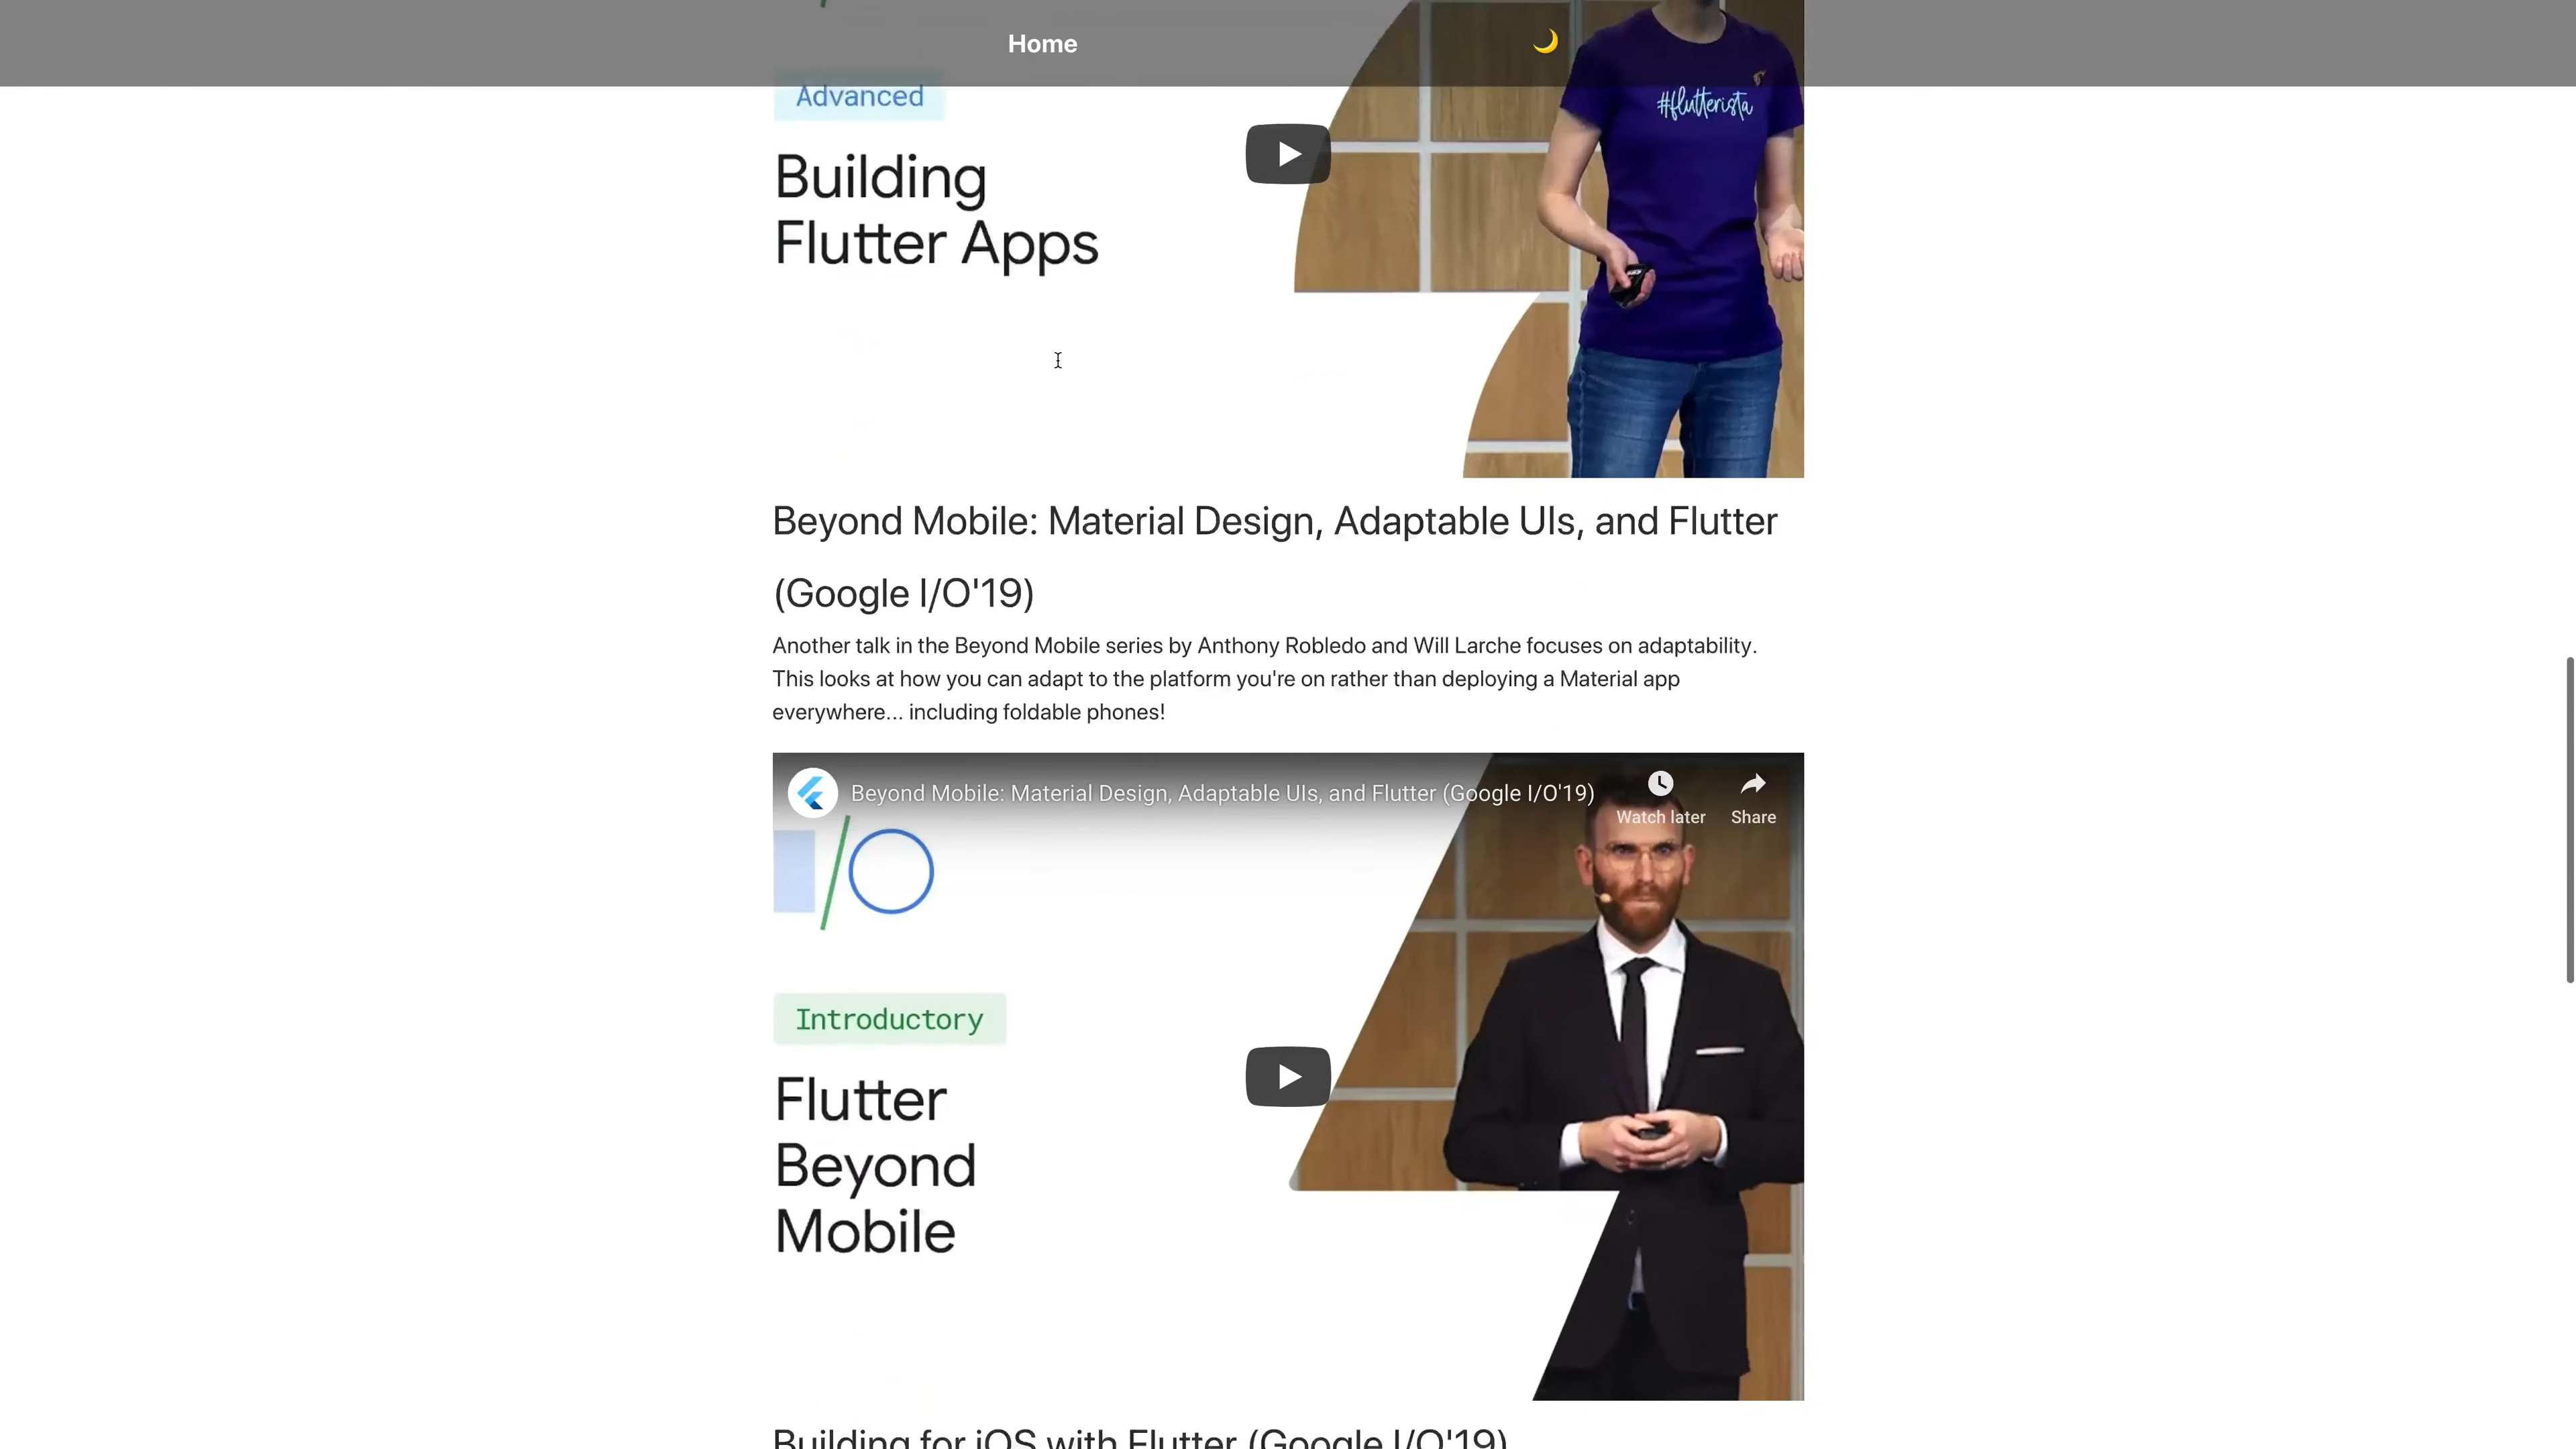 Home
Advanced
#flutterista
Building
Flutter Apps
Beyond Mobile: Material Design, Adaptable UIs, and Flutter
(Google I/O'19)
Another talk in the Beyond Mobile series by Anthony Robledo and Will Larche focuses on adaptability.
This looks at how you can adapt to the platform you're on rather than deploying a Material app
everywhere... including foldable phones!
Beyond Mobile: Material Design, Adaptable UIs, and Flutter (Google I/O'19)
Watch later
Share
I/O
Introductory
Flutter
Beyond
Mobile
Building for iOS with Flutter (Google I/O'19)